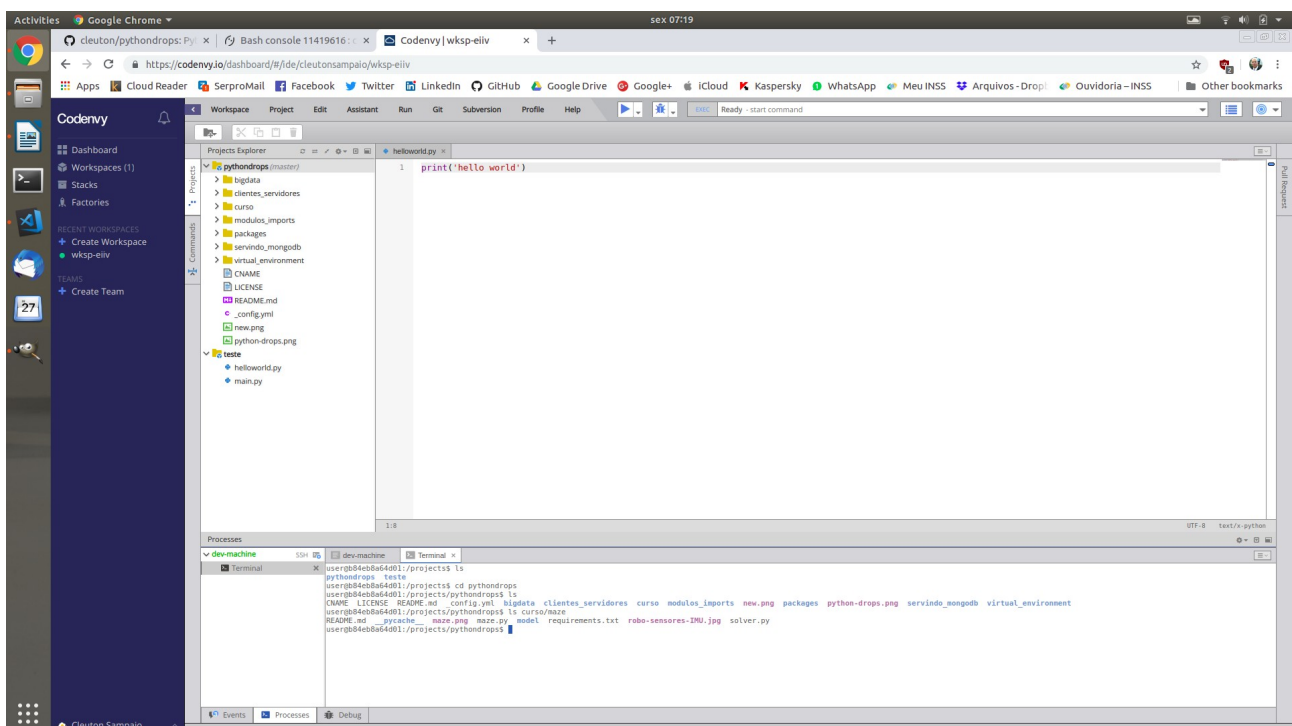 Activities Google Chrome sex 07:19
cleuton/pythondrops: Py Bash console 11419616 : Codenvy | wksp-eiiv
https://codenvy.io/dashboard/#/ide/cleutonsampaio/wksp-eiiv
Apps Cloud Reader SerproMail Facebook Twitter LinkedIn GitHub Google Drive Google+ iCloud Kaspersky WhatsApp Meu INSS Arquivos - Drop Ouvidoria – INSS Other bookmarks
Codenvy
Dashboard
Workspaces (1)
Stacks
Factories
RECENT WORKSPACES
Create Workspace
wksp-eiiv
TEAMS
Create Team
Cleuton Sampaio
27
Workspace Project Edit Assistant Run Git Subversion Profile Help EXEC Ready - start command
Projects
Commands
Projects Explorer
pythondrops (master)
bigdata
clientes_servidores
curso
modulos_imports
packages
servindo_mongodb
virtual_environment
CNAME
LICENSE
README.md
_config.yml
new.png
python-drops.png
teste
helloworld.py
main.py
helloworld.py
1 print('hello world')
Pull Request
1:8 UTF-8 text/x-python
Processes
dev-machine SSH
Terminal
dev-machine Terminal
user@b84eb8a64d01:/projects$ ls
pythondrops teste
user@b84eb8a64d01:/projects$ cd pythondrops
user@b84eb8a64d01:/projects/pythondrops$ ls
CNAME LICENSE README.md _config.yml bigdata clientes_servidores curso modulos_imports new.png packages python-drops.png servindo_mongodb virtual_environment
user@b84eb8a64d01:/projects/pythondrops$ ls curso/maze
README.md __pycache__ maze.png maze.py model requirements.txt robo-sensores-IMU.jpg solver.py
user@b84eb8a64d01:/projects/pythondrops$
Events Processes Debug